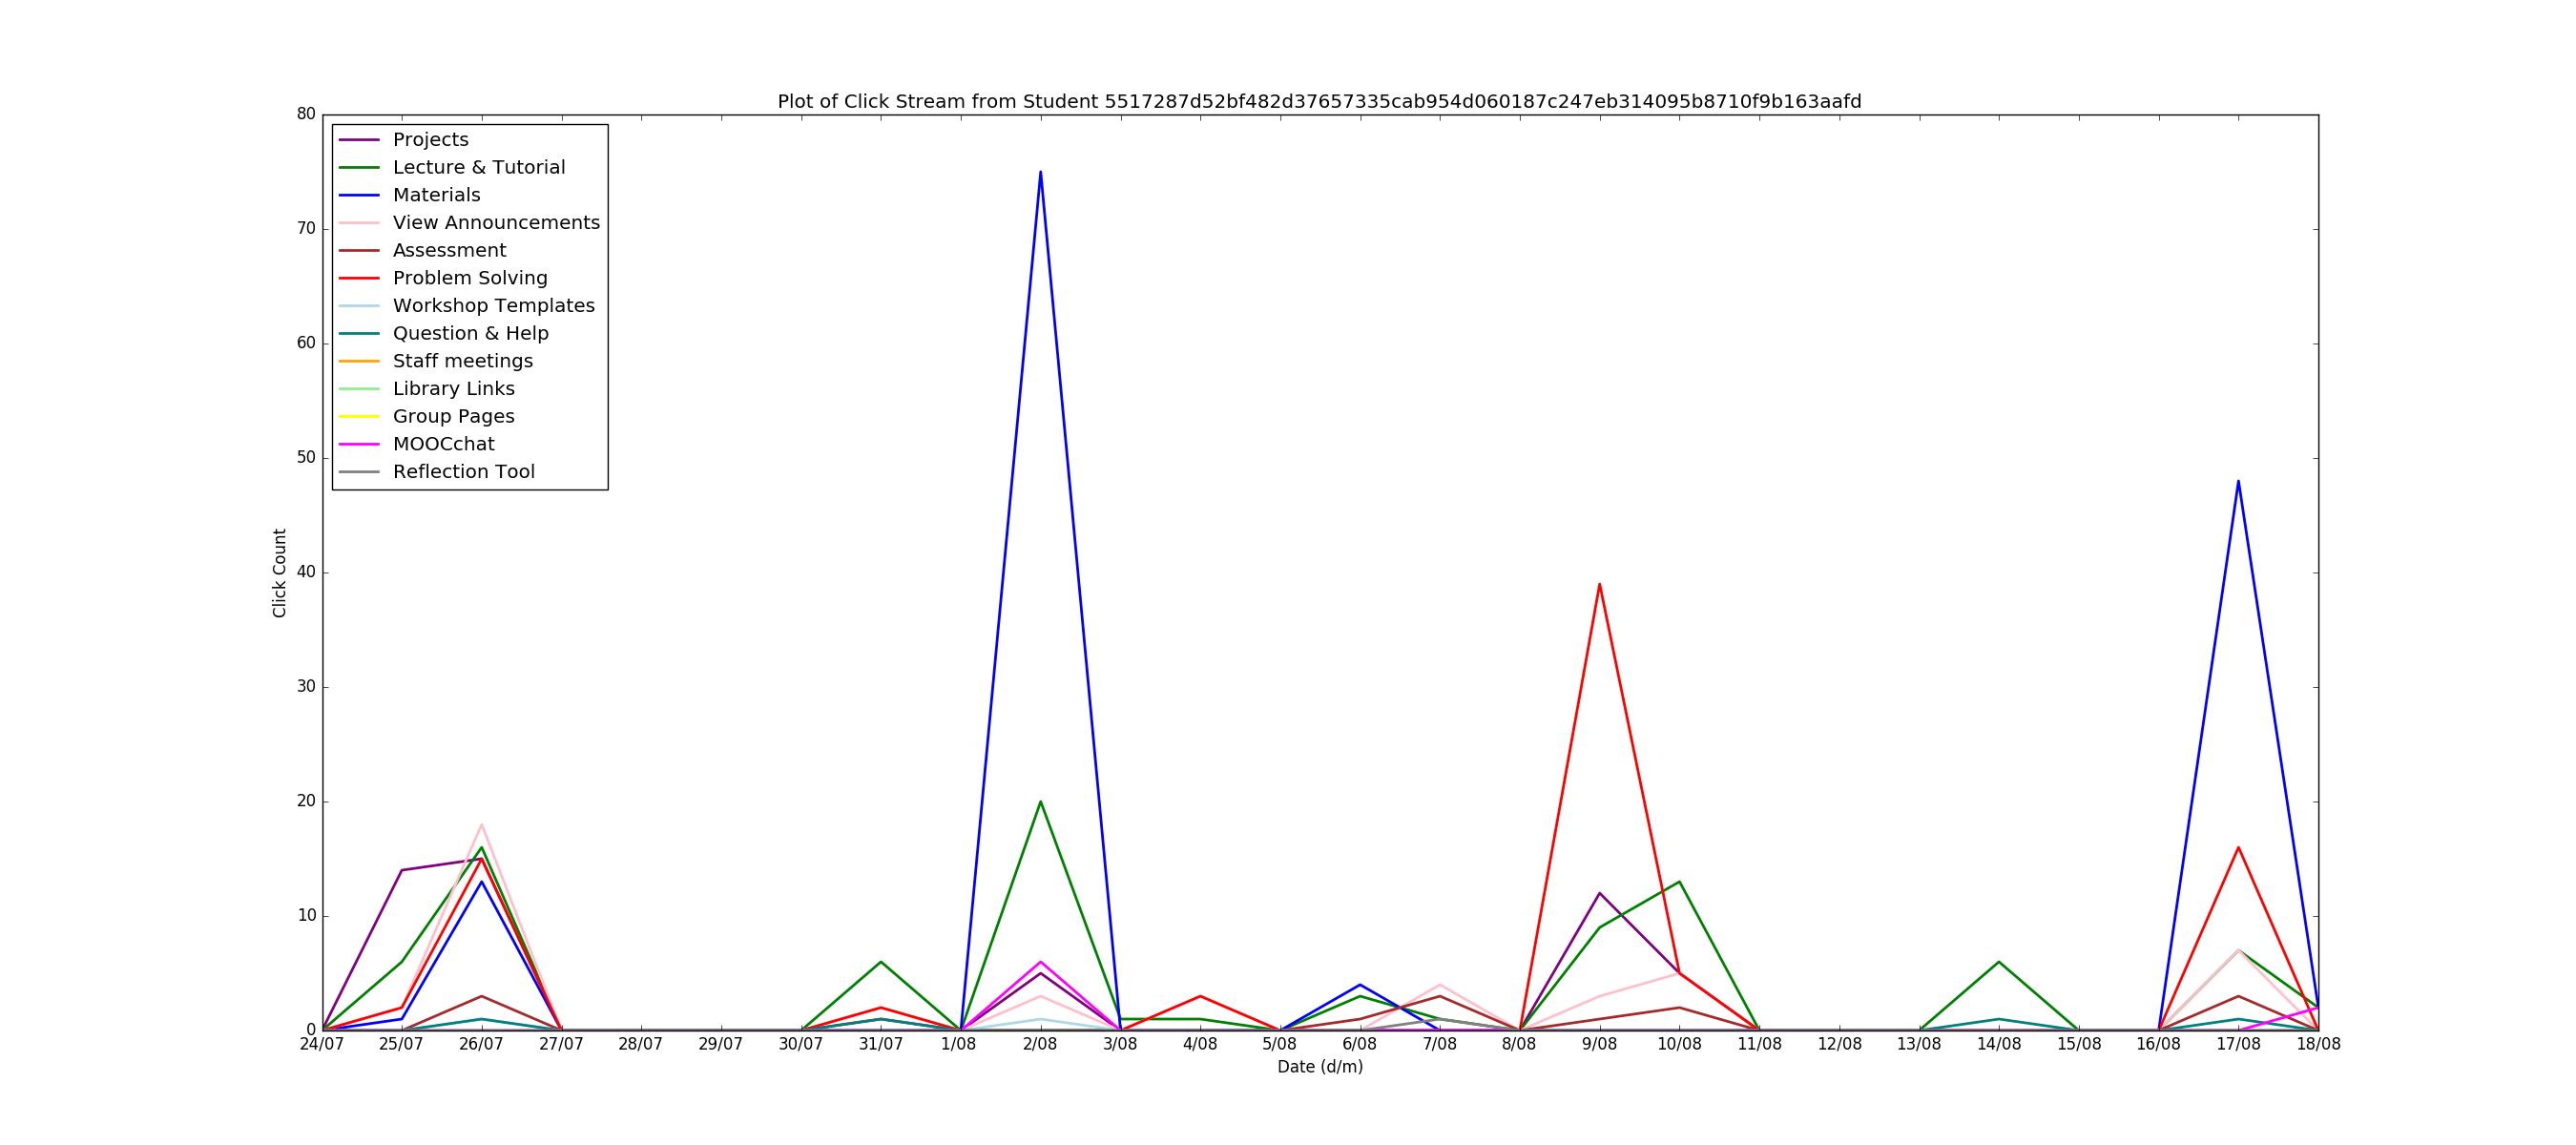 Plot of Click Stream from Student 5517287d52bf482d37657335cab954d060187c247eb314095b8710f9b163aafd
80
70
60
50
40
30
20
10
0
Click Count
Projects
Lecture & Tutorial
Materials
View Announcements
Assessment
Problem Solving
Workshop Templates
Question & Help
Staff meetings
Library Links
Group Pages
MOOCchat
Reflection Tool
24/07 25/07 26/07 27/07 28/07 29/07 30/07 31/07 1/08 2/08 3/08 4/08 5/08 6/08 7/08 8/08 9/08 10/08 11/08 12/08 13/08 14/08 15/08 16/08 17/08 18/08
Date (d/m)